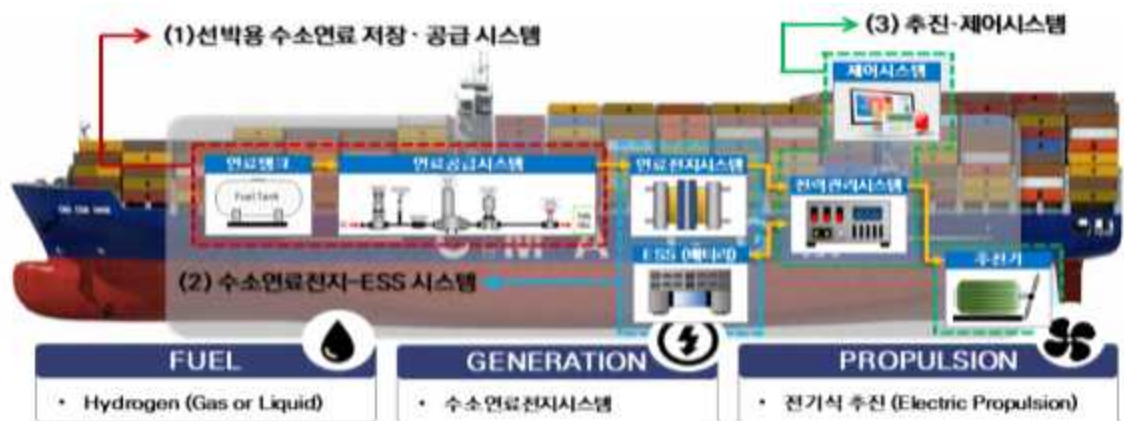 (1)선박용 수소연료 저장·공급 시스템
(3) 추진·제어시스템
제어시스템
연료탱크
연료공급시스템
연료전지시스템
전력관리시스템
Fuel Tank
ESS (배터리)
추진기
(2) 수소연료전지-ESS 시스템
FUEL
GENERATION
PROPULSION
• Hydrogen (Gas or Liquid)
• 수소연료전지시스템
• 전기식 추진 (Electric Propulsion)